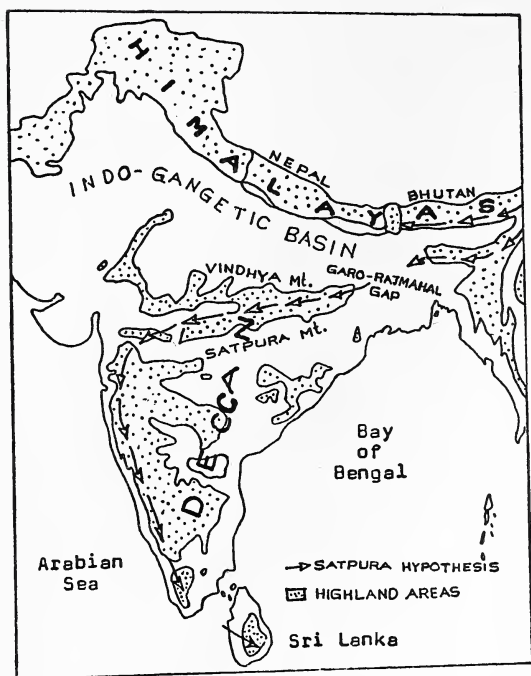 HIMALAYAS
NEPAL
BHUTAN
INDO-GANGETIC BASIN
GARO-RAJMAHAL
GAP
VINDHYA Mt.
SATPURA Mt.
DECCAN
Bay
of
Bengal
Arabian
Sea
SATPURA HYPOTHESIS
HIGHLAND AREAS
Sri Lanka